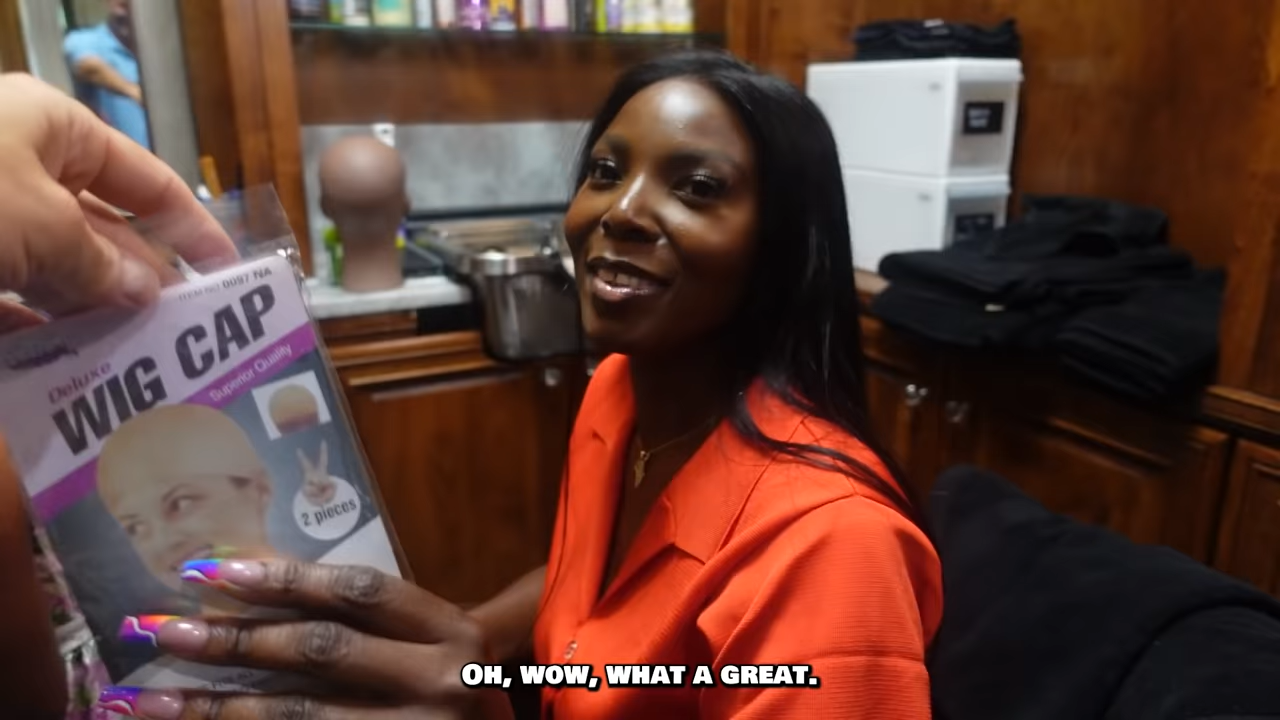 ITEM NO 0097 NA
Deluxe
WIG CAP
Superior Quality
2 pieces
OH, WOW, WHAT A GREAT.